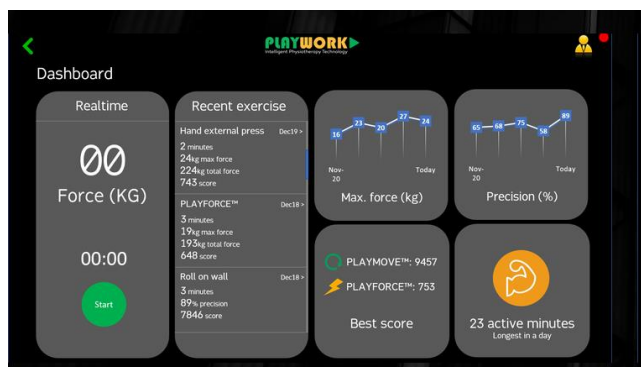 PLAYWORK
Intelligent Physiotherapy Technology
Dashboard
Realtime
00
Force (KG)
00:00
Start
Recent exercise
Hand external press Dec19 >
2 minutes
24kg max force
224kg total force
743 score
PLAYFORCE™ Dec18 >
3 minutes
19kg max force
193kg total force
648 score
Roll on wall Dec18 >
3 minutes
89% precision
7846 score
16 23 20 27 24
Nov-20 Today
Max. force (kg)
65 68 75 58 89
Nov-20 Today
Precision (%)
PLAYMOVE™: 9457
PLAYFORCE™: 753
Best score
23 active minutes
Longest in a day